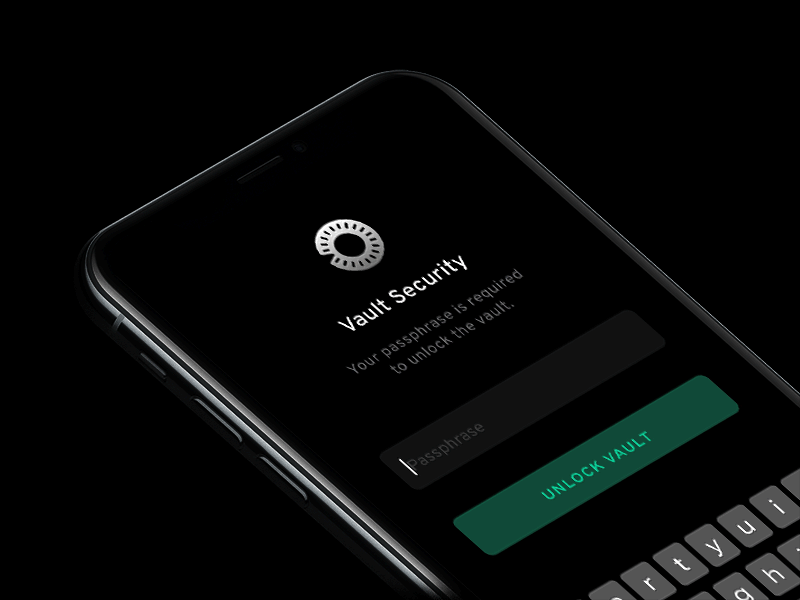 Vault Security
Your passphrase is required
to unlock the vault.
Passphrase
UNLOCK VAULT
r t y u i
g h